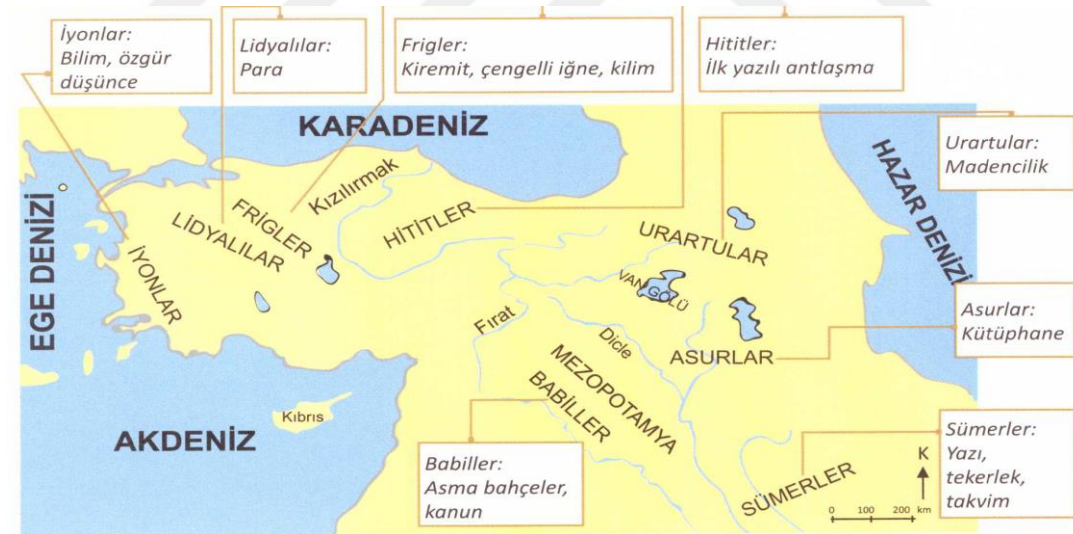 İyonlar:
Bilim, özgür
düşünce
Lidyalılar:
Para
Frigler:
Kiremit, çengelli iğne, kilim
Hititler:
İlk yazılı antlaşma
Urartular:
Madencilik
Asurlar:
Kütüphane
Sümerler:
Yazı,
tekerlek,
takvim
Babiller:
Asma bahçeler,
kanun
KARADENİZ
HAZAR DENİZİ
EGE DENİZİ
AKDENİZ
Kızılırmak
FRİGLER
LİDYALILAR
İYONLAR
HİTİTLER
URARTULAR
VAN GÖLÜ
Fırat
Dicle
ASURLAR
MEZOPOTAMYA
BABİLLER
Kıbrıs
SÜMERLER
K
0 100 200 km